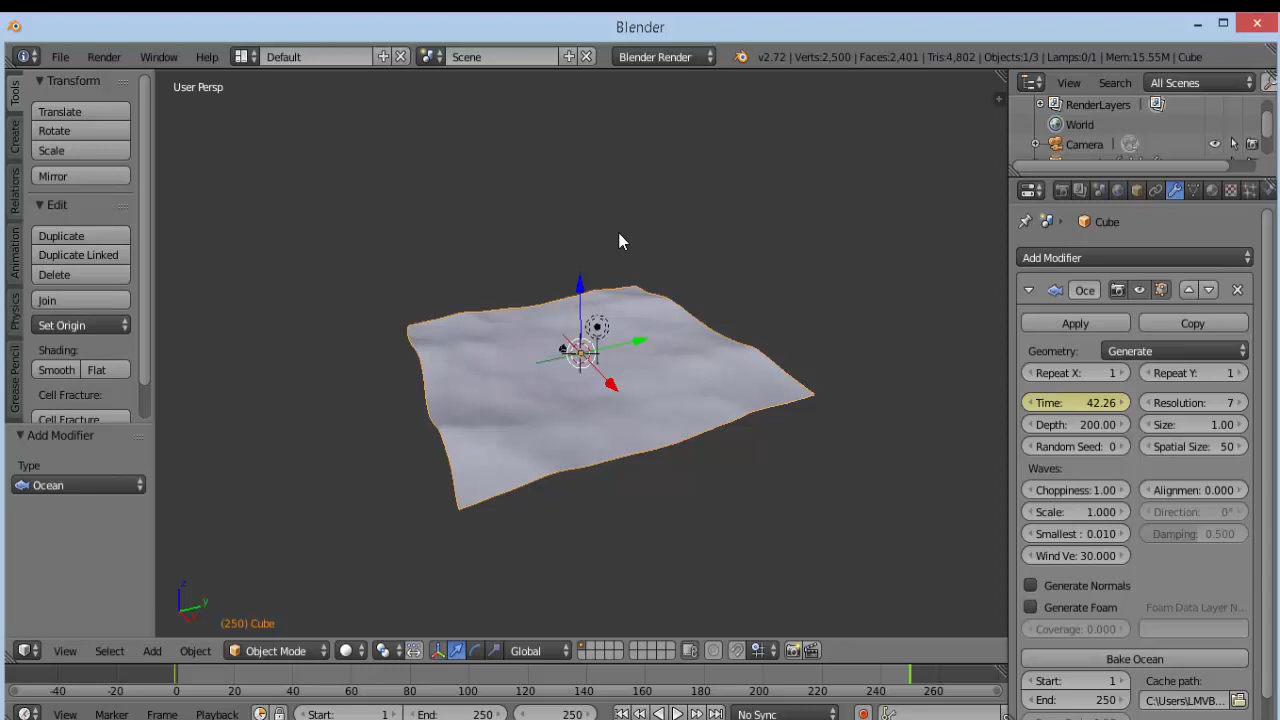 Blender
File Render Window Help Default Scene Blender Render v2.72 | Verts:2,500 | Faces:2,401 | Tris:4,802 | Objects:1/3 | Lamps:0/1 | Mem:15.55M | Cube
Tools
Create
Relations
Animation
Physics
Grease Pencil
Transform
Translate
Rotate
Scale
Mirror
Edit
Duplicate
Duplicate Linked
Delete
Join
Set Origin
Shading:
Smooth Flat
Cell Fracture:
Cell Fracture
Add Modifier
Type
Ocean
User Persp
z
y
(250) Cube
View Select Add Object Object Mode Global
-40 -20 0 20 40 60 80 100 120 140 160 180 200 220 240 260
View Marker Frame Playback Start: 1 End: 250 250 No Sync
View Search All Scenes
RenderLayers |
World
Camera |
Cube
Add Modifier
Oce
Apply Copy
Geometry: Generate
Repeat X: 1 Repeat Y: 1
Time: 42.26 Resolution: 7
Depth: 200.00 Size: 1.00
Random Seed: 0 Spatial Size: 50
Waves:
Choppiness: 1.00 Alignmen: 0.000
Scale: 1.000 Direction: 0°
Smallest : 0.010 Damping: 0.500
Wind Ve: 30.000
Generate Normals
Generate Foam Foam Data Layer N...
Coverage: 0.000
Bake Ocean
Start: 1 Cache path:
End: 250 C:\Users\LMVB...